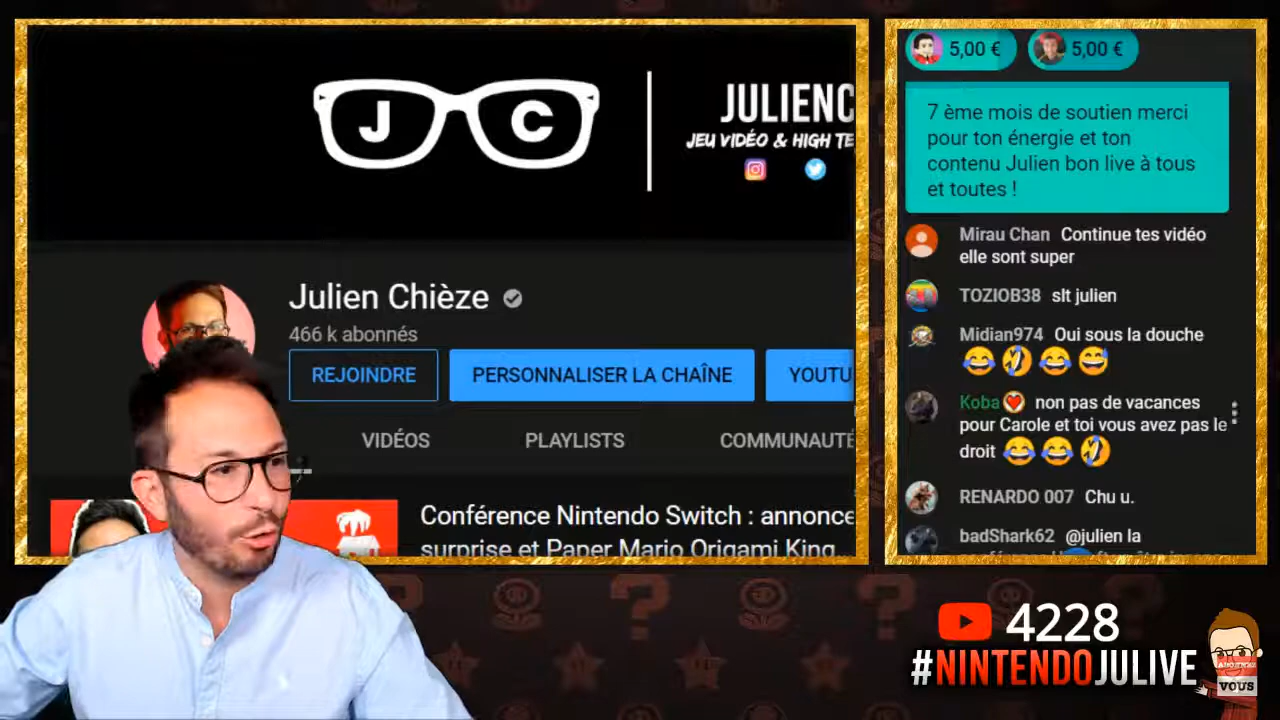 J C
JULIENC
JEU VIDÉO & HIGH TE
Julien Chièze
466 k abonnés
REJOINDRE
PERSONNALISER LA CHAÎNE
YOUTU
VIDÉOS
PLAYLISTS
COMMUNAUTÉ
Conférence Nintendo Switch : annonce
surprise et Paper Mario Origami King...
5,00 €
5,00 €
7 ème mois de soutien merci
pour ton énergie et ton
contenu Julien bon live à tous
et toutes !
Mirau Chan Continue tes vidéo
elle sont super
TOZIOB38 slt julien
Midian974 Oui sous la douche
😂🤣😂😅
Koba non pas de vacances
pour Carole et toi vous avez pas le
droit 😂😂🤣
RENARDO 007 Chu u.
badShark62 @julien la
4228
#NINTENDOJULIVE
ABONNEZ
VOUS